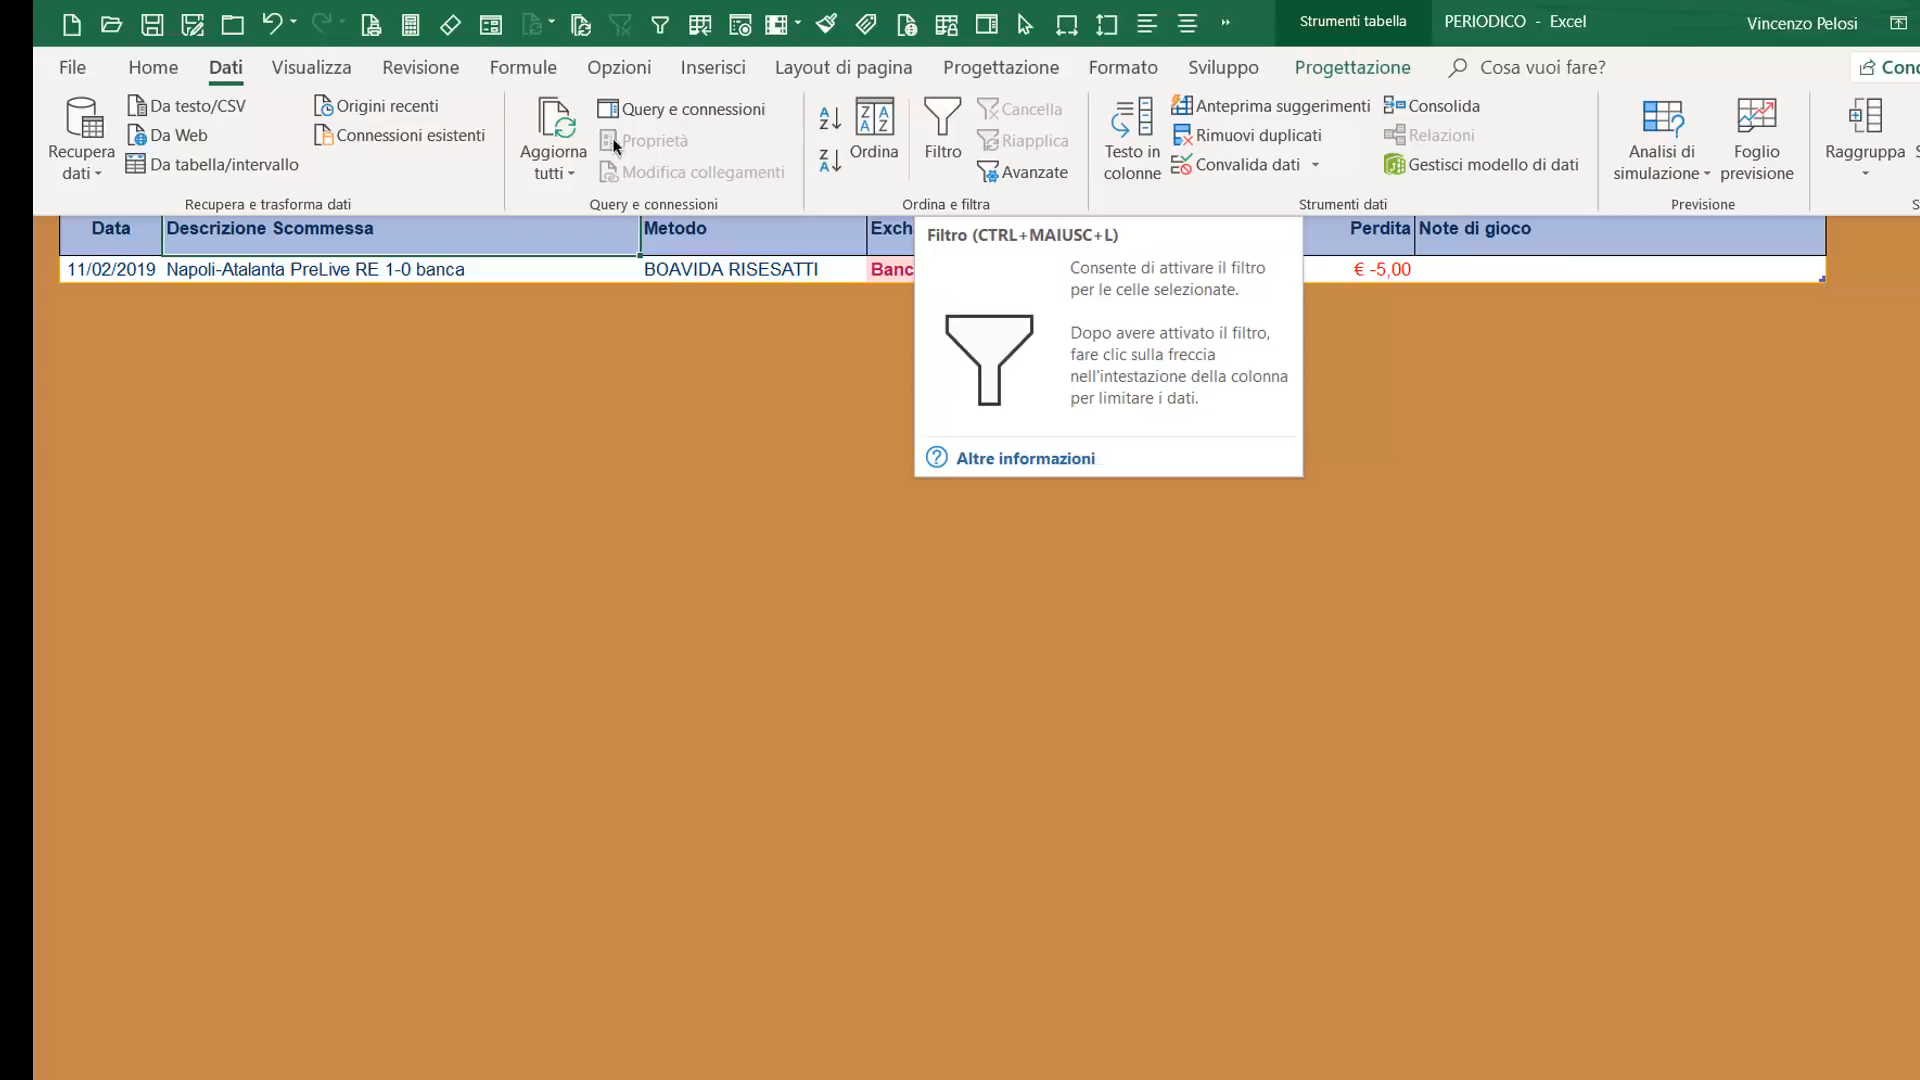 Strumenti tabella
PERIODICO - Excel
Vincenzo Pelosi
File
Home
Dati
Visualizza
Revisione
Formule
Opzioni
Inserisci
Layout di pagina
Progettazione
Formato
Sviluppo
Progettazione
Cosa vuoi fare?
Recupera
dati
Da testo/CSV
Da Web
Da tabella/intervallo
Origini recenti
Connessioni esistenti
Recupera e trasforma dati
Aggiorna
tutti
Query e connessioni
Proprietà
Modifica collegamenti
Query e connessioni
Ordina
Filtro
Cancella
Riapplica
Avanzate
Ordina e filtra
Testo in
colonne
Anteprima suggerimenti
Rimuovi duplicati
Convalida dati
Consolida
Relazioni
Gestisci modello di dati
Strumenti dati
Analisi di
simulazione
Foglio
previsione
Previsione
Raggruppa
Data Descrizione Scommessa Metodo Perdita Note di gioco
11/02/2019 Napoli-Atalanta PreLive RE 1-0 banca BOAVIDA RISESATTI € -5,00
Filtro (CTRL+MAIUSC+L)
Consente di attivare il filtro
per le celle selezionate.
Dopo avere attivato il filtro,
fare clic sulla freccia
nell'intestazione della colonna
per limitare i dati.
Altre informazioni